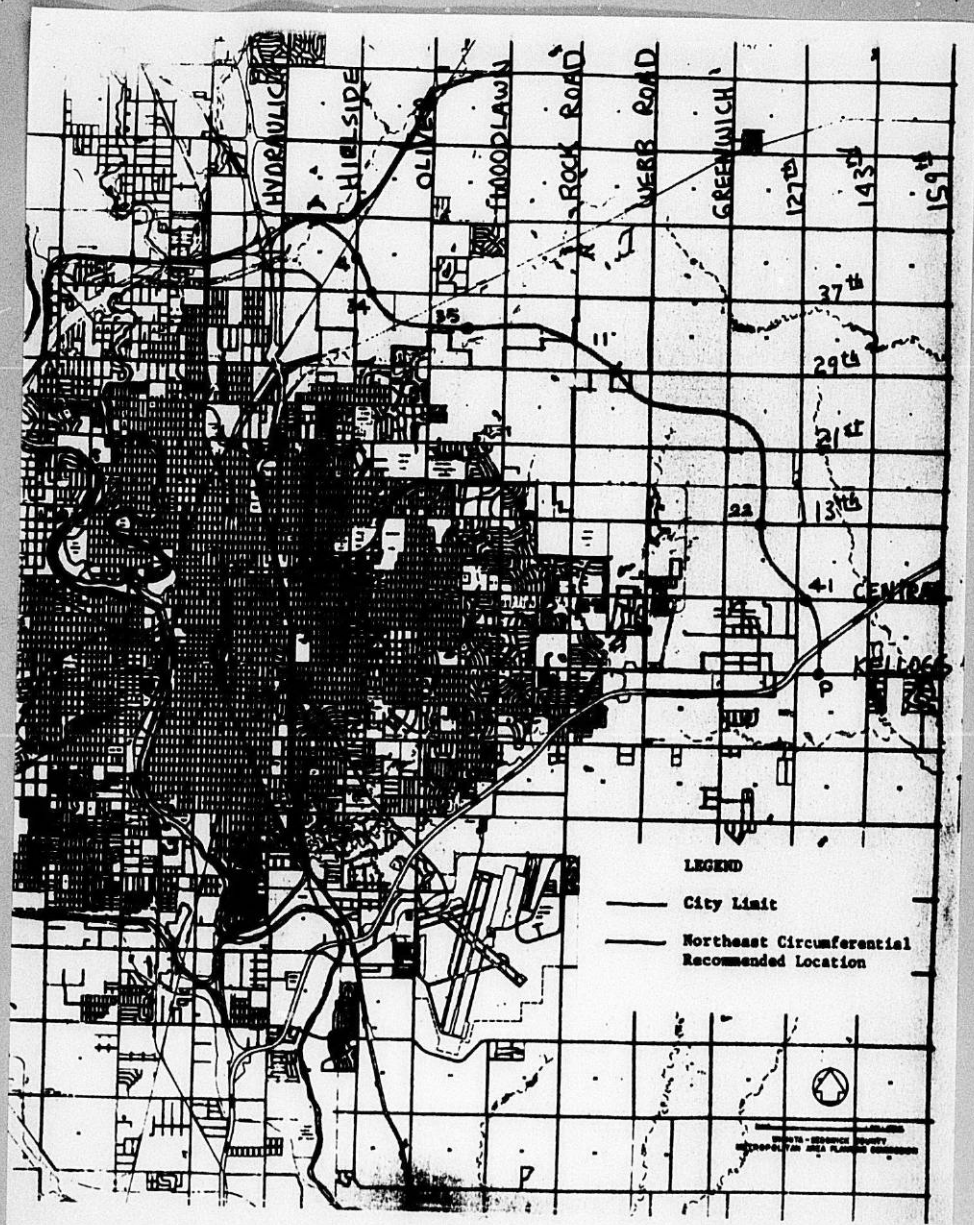 HYDRAULIC
HILLSIDE
OLIVER
WOODLAWN
ROCK ROAD
WEBB ROAD
GREENWICH
127th
143rd
159th
A
34
35
11
37th
29th
21st
22
13th
41
CENTRAL
KELLOGG
P
LEGEND
City Limit
Northeast Circumferential
Recommended Location
WICHITA - SEDGWICK COUNTY
METROPOLITAN AREA PLANNING COMMISSION